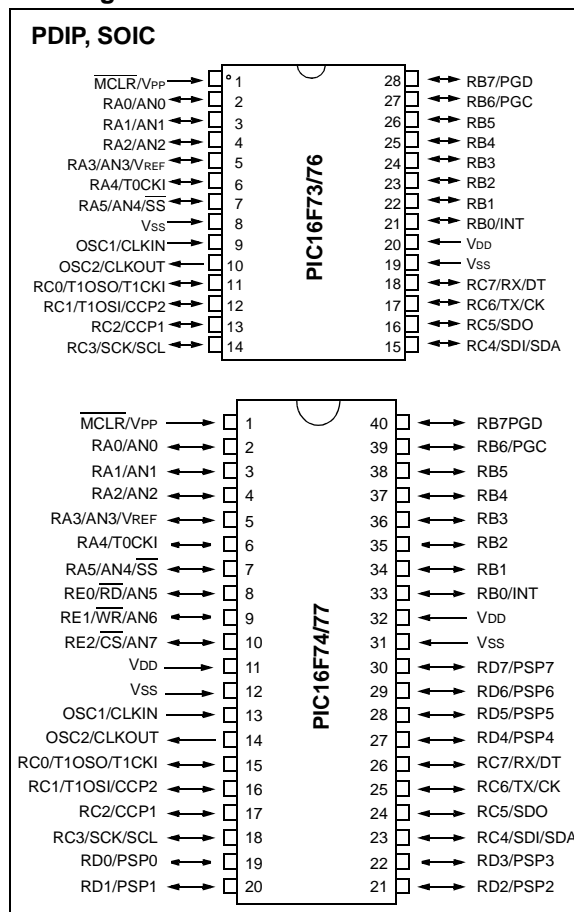 PDIP, SOIC
MCLR/VPP 1 28 RB7/PGD
RA0/AN0 2 27 RB6/PGC
RA1/AN1 3 26 RB5
RA2/AN2 4 25 RB4
RA3/AN3/VREF 5 24 RB3
RA4/T0CKI 6 23 RB2
RA5/AN4/SS 7 22 RB1
VSS 8 21 RB0/INT
OSC1/CLKIN 9 20 VDD
OSC2/CLKOUT 10 19 VSS
RC0/T1OSO/T1CKI 11 18 RC7/RX/DT
RC1/T1OSI/CCP2 12 17 RC6/TX/CK
RC2/CCP1 13 16 RC5/SDO
RC3/SCK/SCL 14 15 RC4/SDI/SDA
PIC16F73/76
MCLR/VPP 1 40 RB7PGD
RA0/AN0 2 39 RB6/PGC
RA1/AN1 3 38 RB5
RA2/AN2 4 37 RB4
RA3/AN3/VREF 5 36 RB3
RA4/T0CKI 6 35 RB2
RA5/AN4/SS 7 34 RB1
RE0/RD/AN5 8 33 RB0/INT
RE1/WR/AN6 9 32 VDD
RE2/CS/AN7 10 31 VSS
VDD 11 30 RD7/PSP7
VSS 12 29 RD6/PSP6
OSC1/CLKIN 13 28 RD5/PSP5
OSC2/CLKOUT 14 27 RD4/PSP4
RC0/T1OSO/T1CKI 15 26 RC7/RX/DT
RC1/T1OSI/CCP2 16 25 RC6/TX/CK
RC2/CCP1 17 24 RC5/SDO
RC3/SCK/SCL 18 23 RC4/SDI/SDA
RD0/PSP0 19 22 RD3/PSP3
RD1/PSP1 20 21 RD2/PSP2
PIC16F74/77